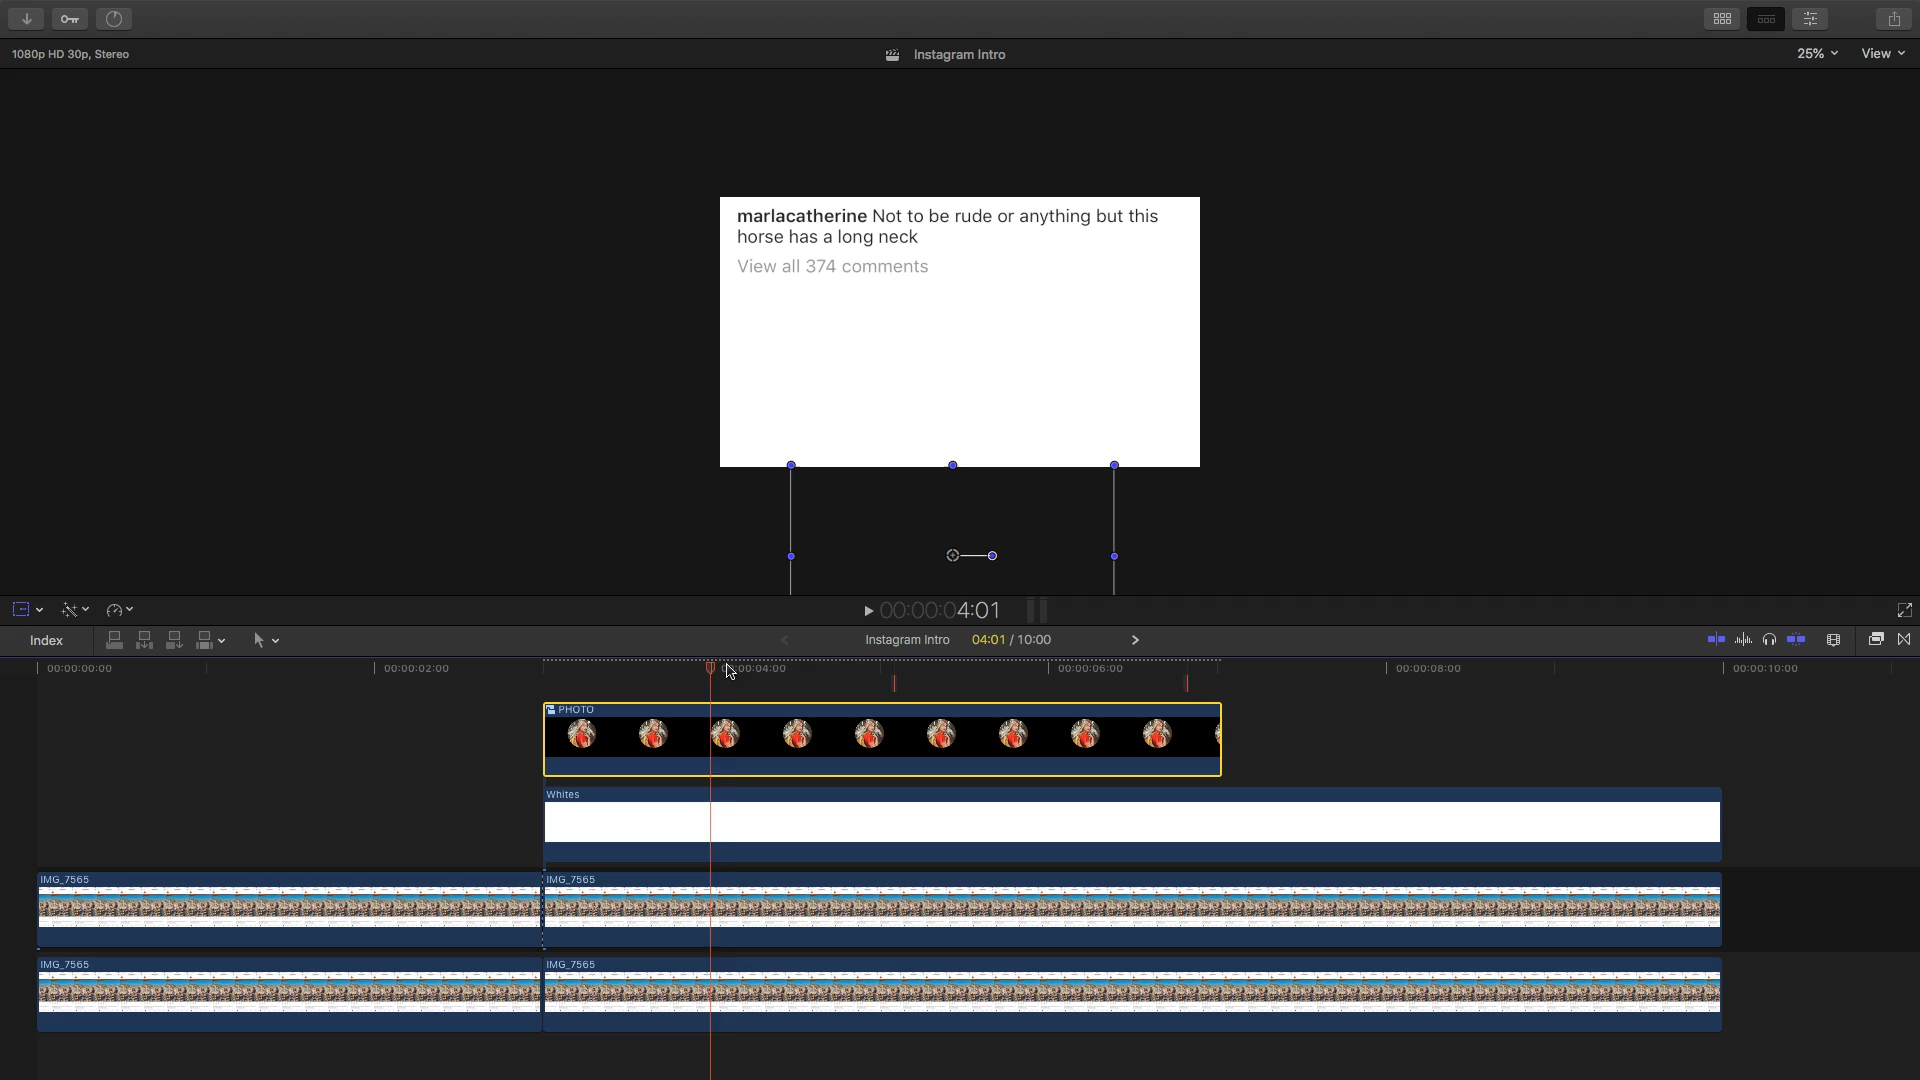 1080p HD 30p, Stereo
Instagram Intro
25%
View
marlacatherine Not to be rude or anything but this
horse has a long neck
View all 374 comments
00:00:04:01
Index
Instagram Intro
04:01 / 10:00
00:00:00:00
00:00:02:00
00:00:04:00
00:00:06:00
00:00:08:00
00:00:10:00
PHOTO
Whites
IMG_7565
IMG_7565
IMG_7565
IMG_7565